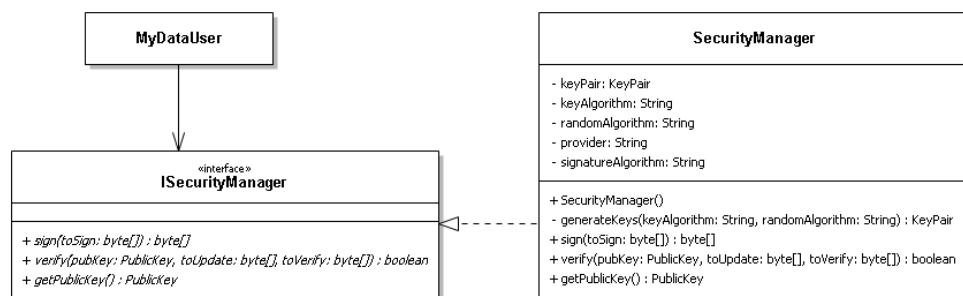 MyDataUser
«interface»
ISecurityManager
+ sign(toSign: byte[]) : byte[]
+ verify(pubKey: PublicKey, toUpdate: byte[], toVerify: byte[]) : boolean
+ getPublicKey() : PublicKey
SecurityManager
- keyPair: KeyPair
- keyAlgorithm: String
- randomAlgorithm: String
- provider: String
- signatureAlgorithm: String
+ SecurityManager()
- generateKeys(keyAlgorithm: String, randomAlgorithm: String) : KeyPair
+ sign(toSign: byte[]) : byte[]
+ verify(pubKey: PublicKey, toUpdate: byte[], toVerify: byte[]) : boolean
+ getPublicKey() : PublicKey